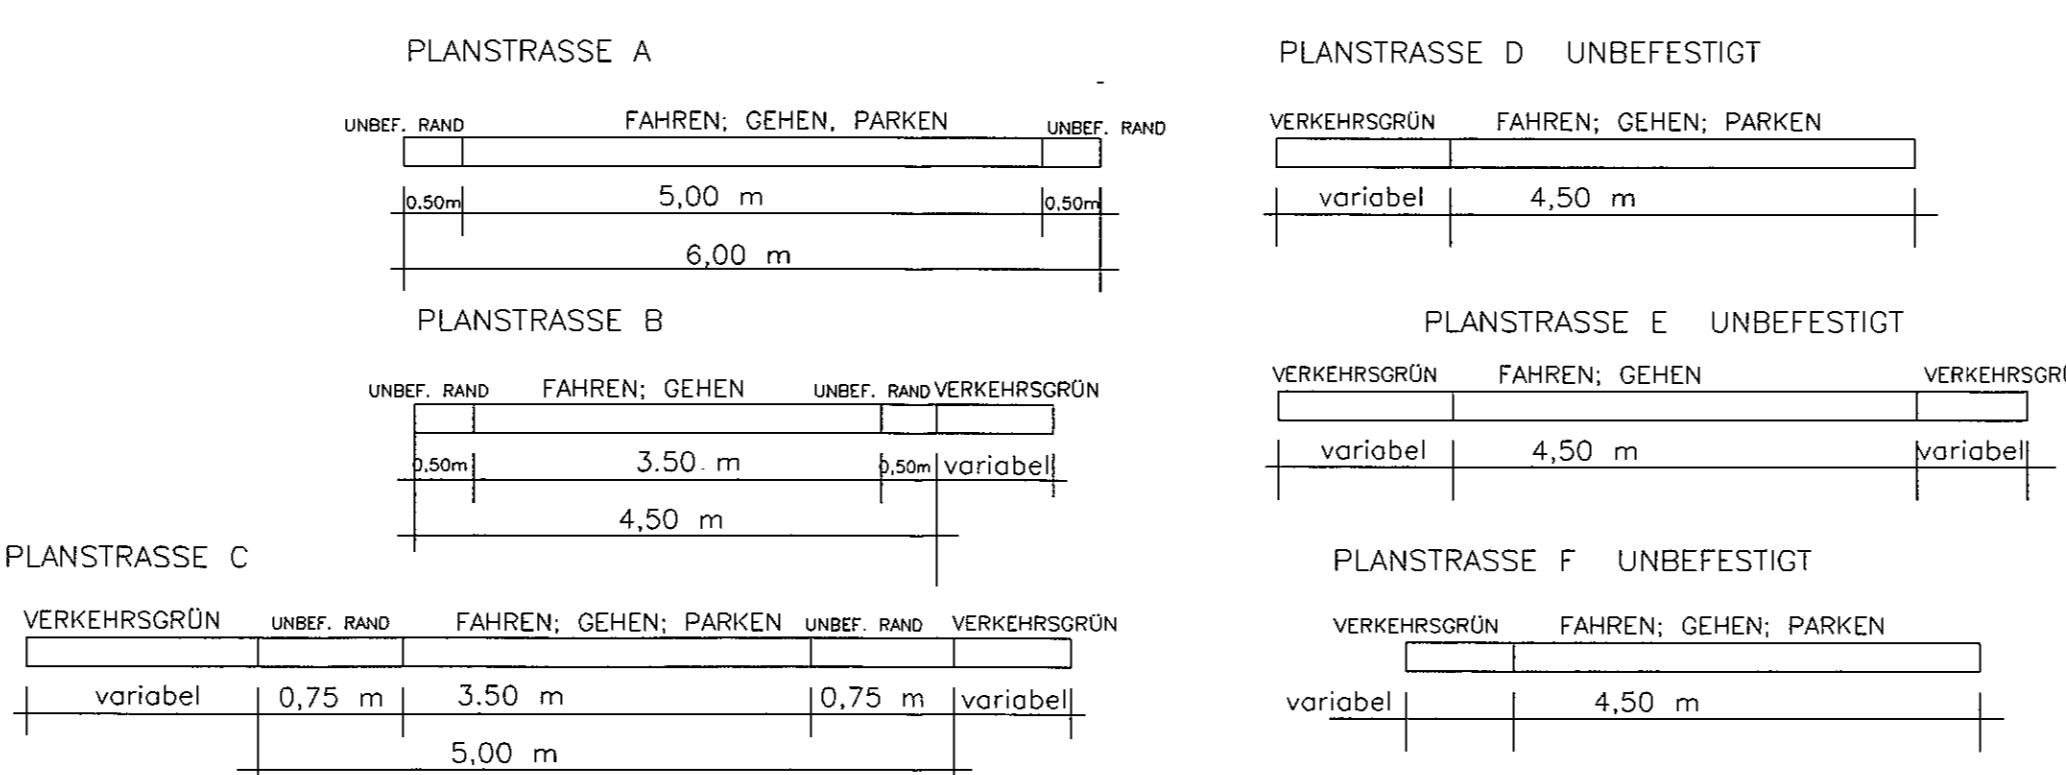 PLANSTRASSE A
UNBEF. RAND FAHREN; GEHEN, PARKEN UNBEF. RAND
0.50m 5,00 m 0.50m
6,00 m
PLANSTRASSE B
UNBEF. RAND FAHREN; GEHEN UNBEF. RAND VERKEHRSGRÜN
0,50m 3.50 m 0,50m variabel
4,50 m
PLANSTRASSE C
VERKEHRSGRÜN UNBEF. RAND FAHREN; GEHEN; PARKEN UNBEF. RAND VERKEHRSGRÜN
variabel 0,75 m 3.50 m 0,75 m variabel
5,00 m
PLANSTRASSE D UNBEFESTIGT
VERKEHRSGRÜN FAHREN; GEHEN; PARKEN
variabel 4,50 m
PLANSTRASSE E UNBEFESTIGT
VERKEHRSGRÜN FAHREN; GEHEN VERKEHRSGRÜ
variabel 4,50 m variabel
PLANSTRASSE F UNBEFESTIGT
VERKEHRSGRÜN FAHREN; GEHEN; PARKEN
variabel 4,50 m